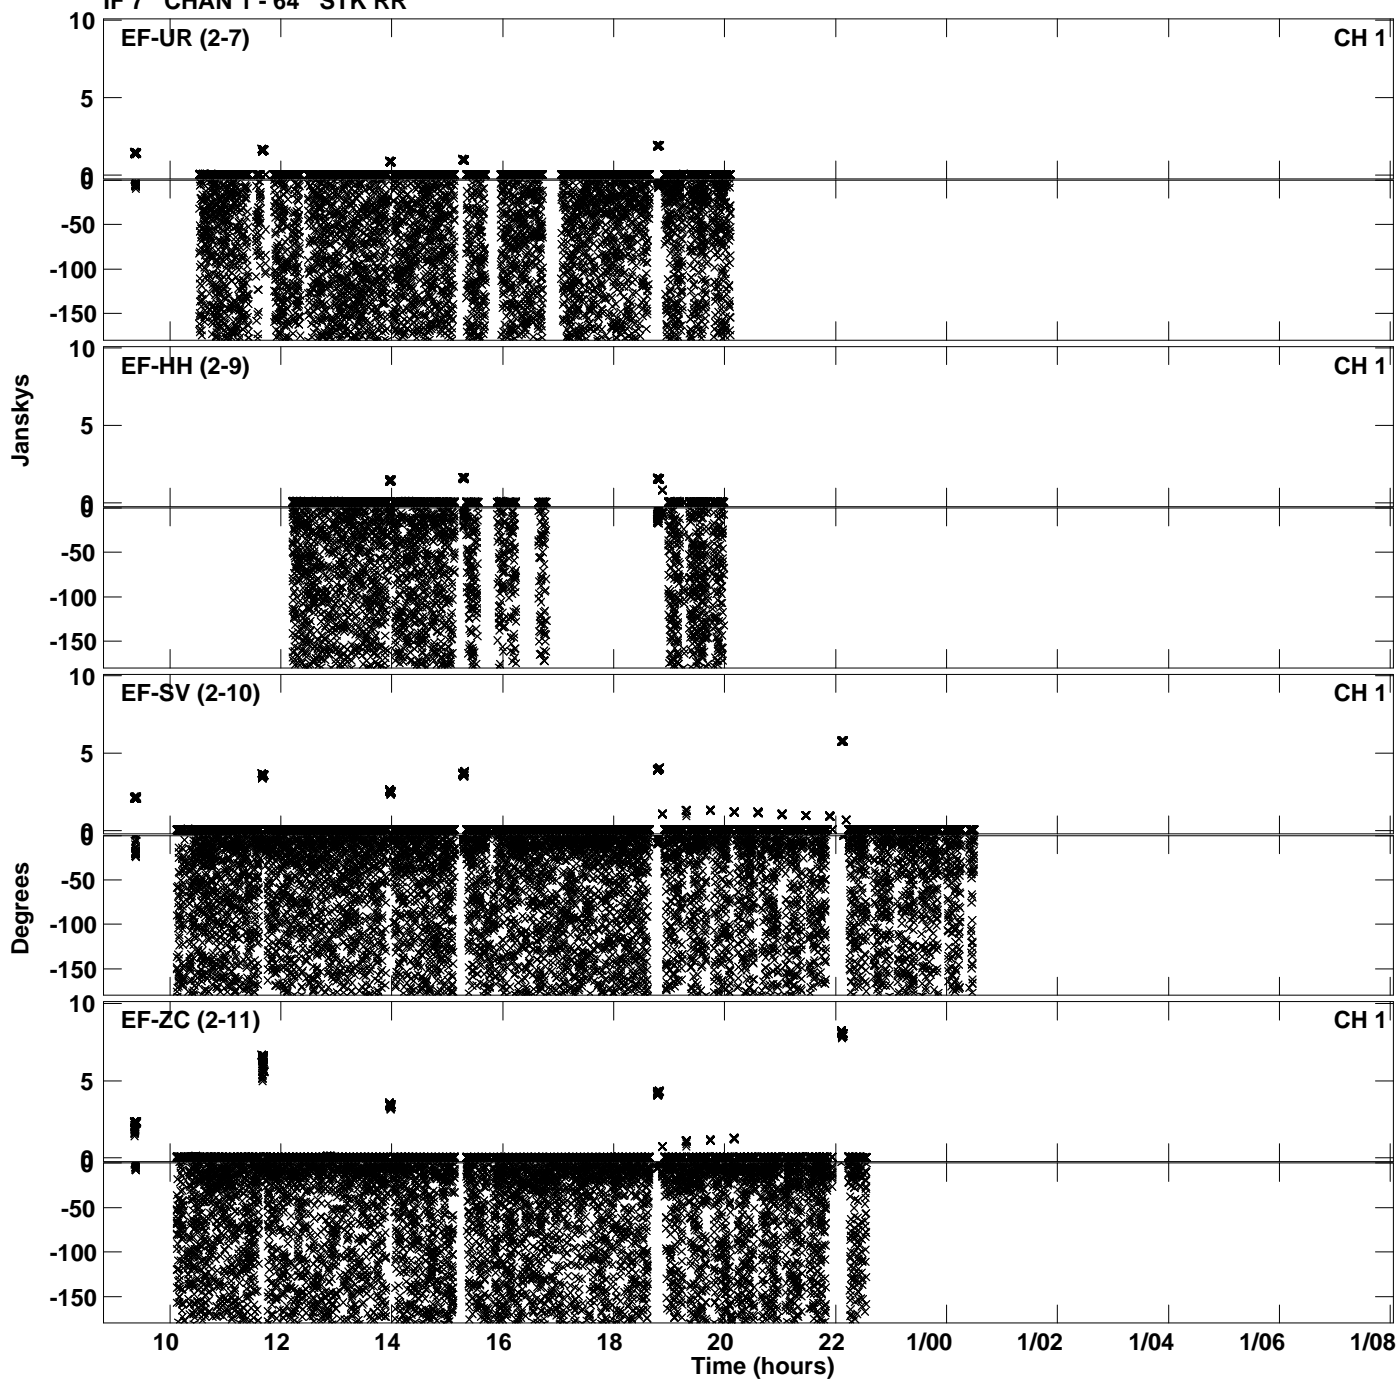 IF 7 CHAN 1 - 64 STK RR
10
EF-UR (2-7)
CH 1
5
0
0
-50
-100
-150
10
EF-HH (2-9)
CH 1
5
0
0
-50
-100
-150
Janskys
10
EF-SV (2-10)
CH 1
5
0
0
-50
-100
-150
Degrees
10
EF-ZC (2-11)
CH 1
5
0
0
-50
-100
-150
10 12 14 16 18 20 22 1/00 1/02 1/04 1/06 1/08
Time (hours)